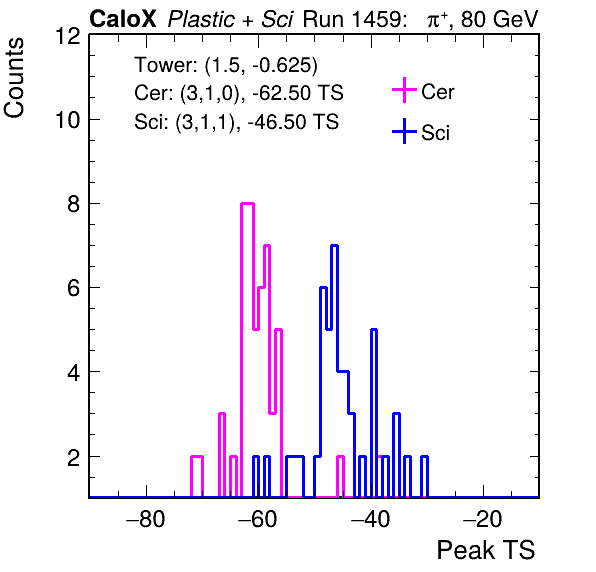 CaloX Plastic + Sci Run 1459: π⁺, 80 GeV
Counts
12
10
8
6
4
2
Tower: (1.5, -0.625)
Cer: (3,1,0), -62.50 TS
Sci: (3,1,1), -46.50 TS
Cer
Sci
−80 −60 −40 −20
Peak TS